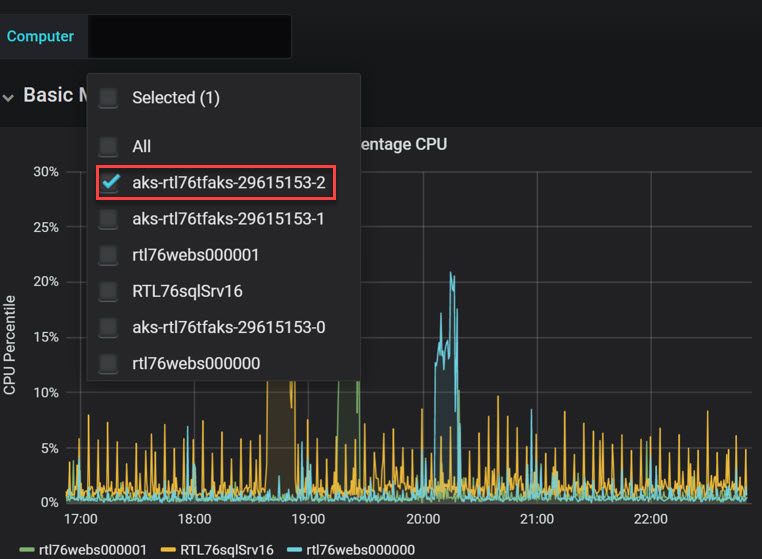 Computer
Basic M
Selected (1)
All
entage CPU
aks-rtl76tfaks-29615153-2
aks-rtl76tfaks-29615153-1
rtl76webs000001
RTL76sqlSrv16
aks-rtl76tfaks-29615153-0
rtl76webs000000
CPU Percentile
30%
25%
20%
15%
10%
5%
0%
17:00 18:00 19:00 20:00 21:00 22:00
rtl76webs000001 RTL76sqlSrv16 rtl76webs000000